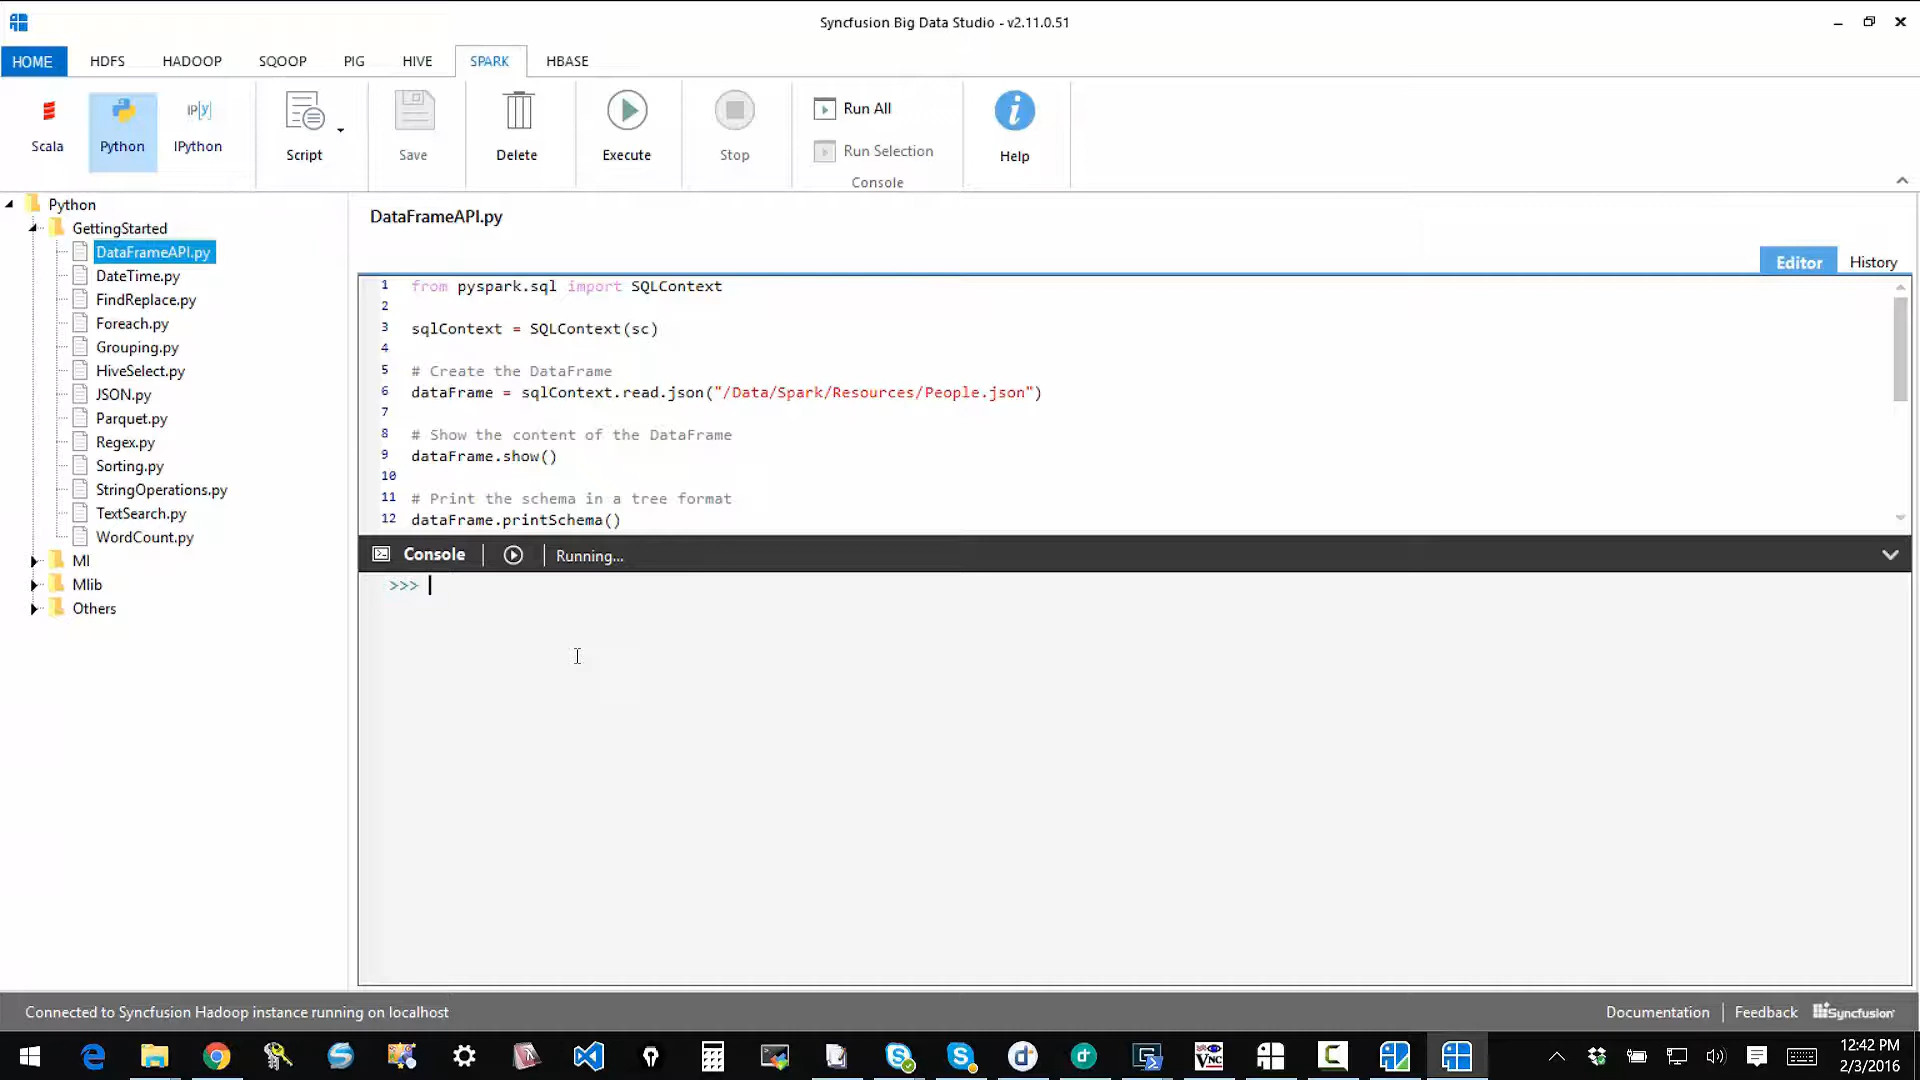 Syncfusion Big Data Studio - v2.11.0.51
HOME HDFS HADOOP SQOOP PIG HIVE SPARK HBASE
Scala Python IP[y] IPython Script Save Delete Execute Stop Run All Run Selection Console Help
Python
GettingStarted
DataFrameAPI.py
DateTime.py
FindReplace.py
Foreach.py
Grouping.py
HiveSelect.py
JSON.py
Parquet.py
Regex.py
Sorting.py
StringOperations.py
TextSearch.py
WordCount.py
Ml
Mlib
Others
DataFrameAPI.py
Editor History
1 from pyspark.sql import SQLContext
2
3 sqlContext = SQLContext(sc)
4
5 # Create the DataFrame
6 dataFrame = sqlContext.read.json("/Data/Spark/Resources/People.json")
7
8 # Show the content of the DataFrame
9 dataFrame.show()
10
11 # Print the schema in a tree format
12 dataFrame.printSchema()
Console Running...
>>>
Connected to Syncfusion Hadoop instance running on localhost Documentation Feedback Syncfusion
12:42 PM
2/3/2016